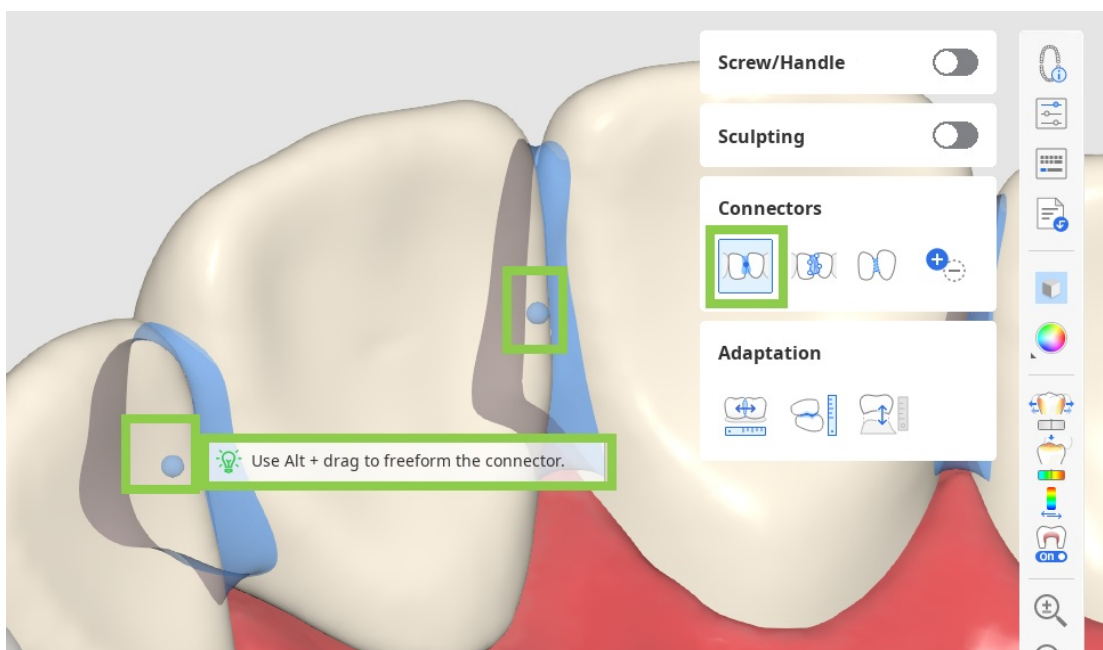 Screw/Handle
Sculpting
Connectors
Adaptation
Use Alt + drag to freeform the connector.
on